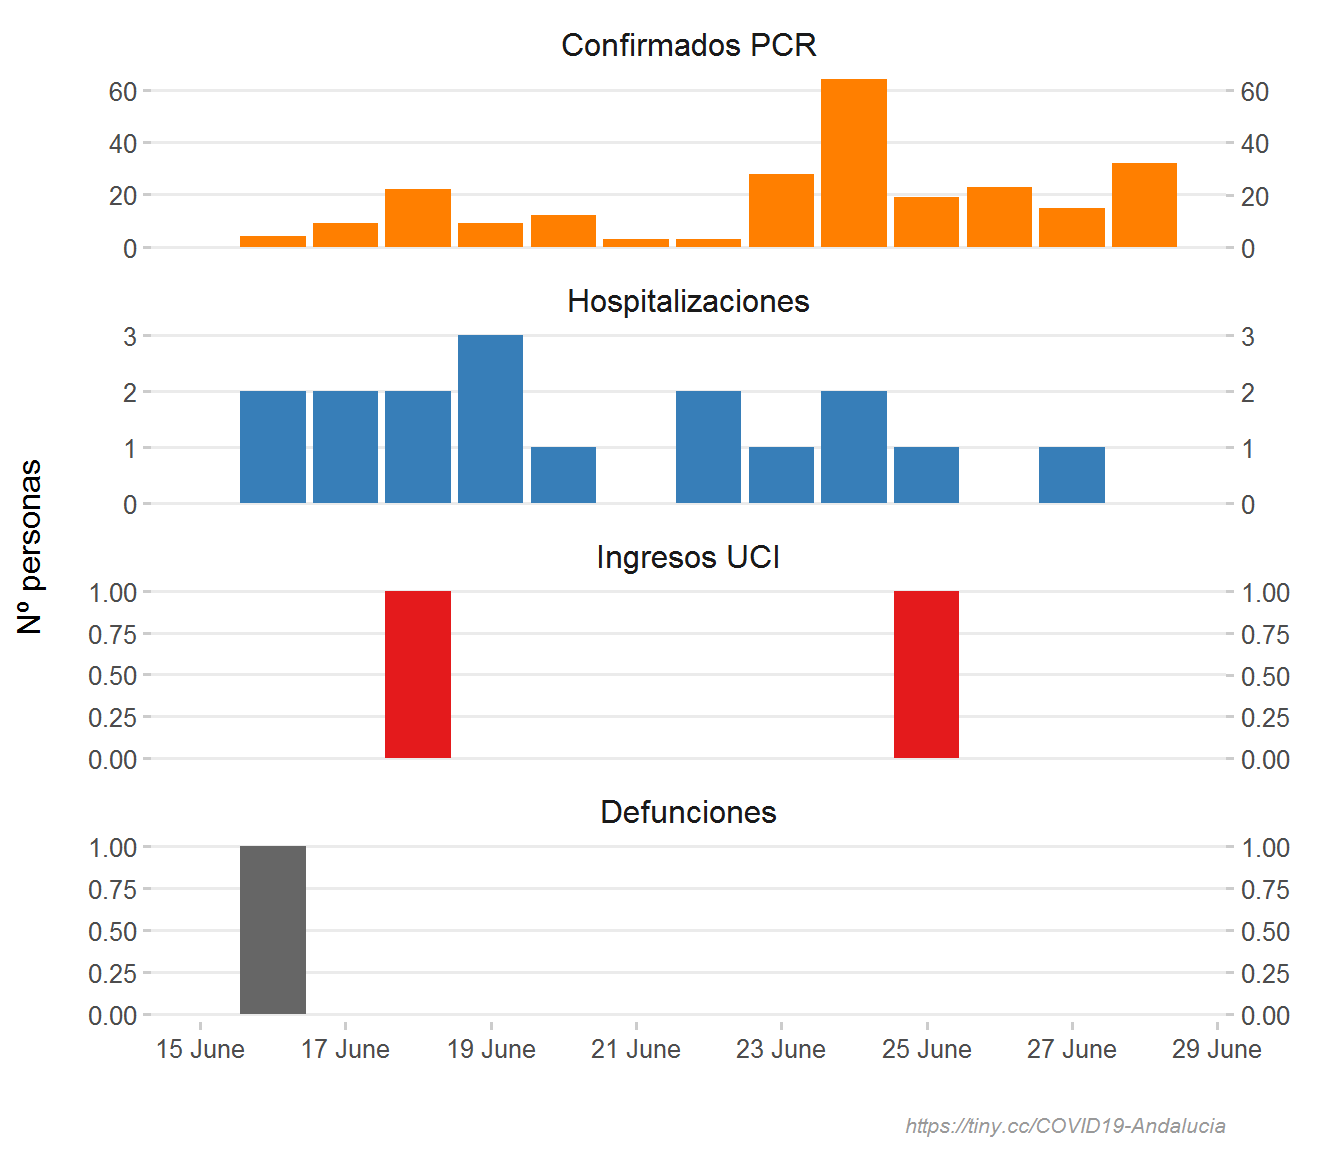 Confirmados PCR
60 60
40 40
20 20
0 0
Hospitalizaciones
3 3
2 2
1 1
0 0
Nº personas
Ingresos UCI
1.00 1.00
0.75 0.75
0.50 0.50
0.25 0.25
0.00 0.00
Defunciones
1.00 1.00
0.75 0.75
0.50 0.50
0.25 0.25
0.00 0.00
15 June 17 June 19 June 21 June 23 June 25 June 27 June 29 June
https://tiny.cc/COVID19-Andalucia